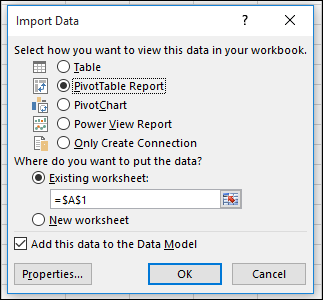 Import Data
Select how you want to view this data in your workbook.
Table
PivotTable Report
PivotChart
Power View Report
Only Create Connection
Where do you want to put the data?
Existing worksheet:
=$A$1
New worksheet
Add this data to the Data Model
Properties...
OK
Cancel